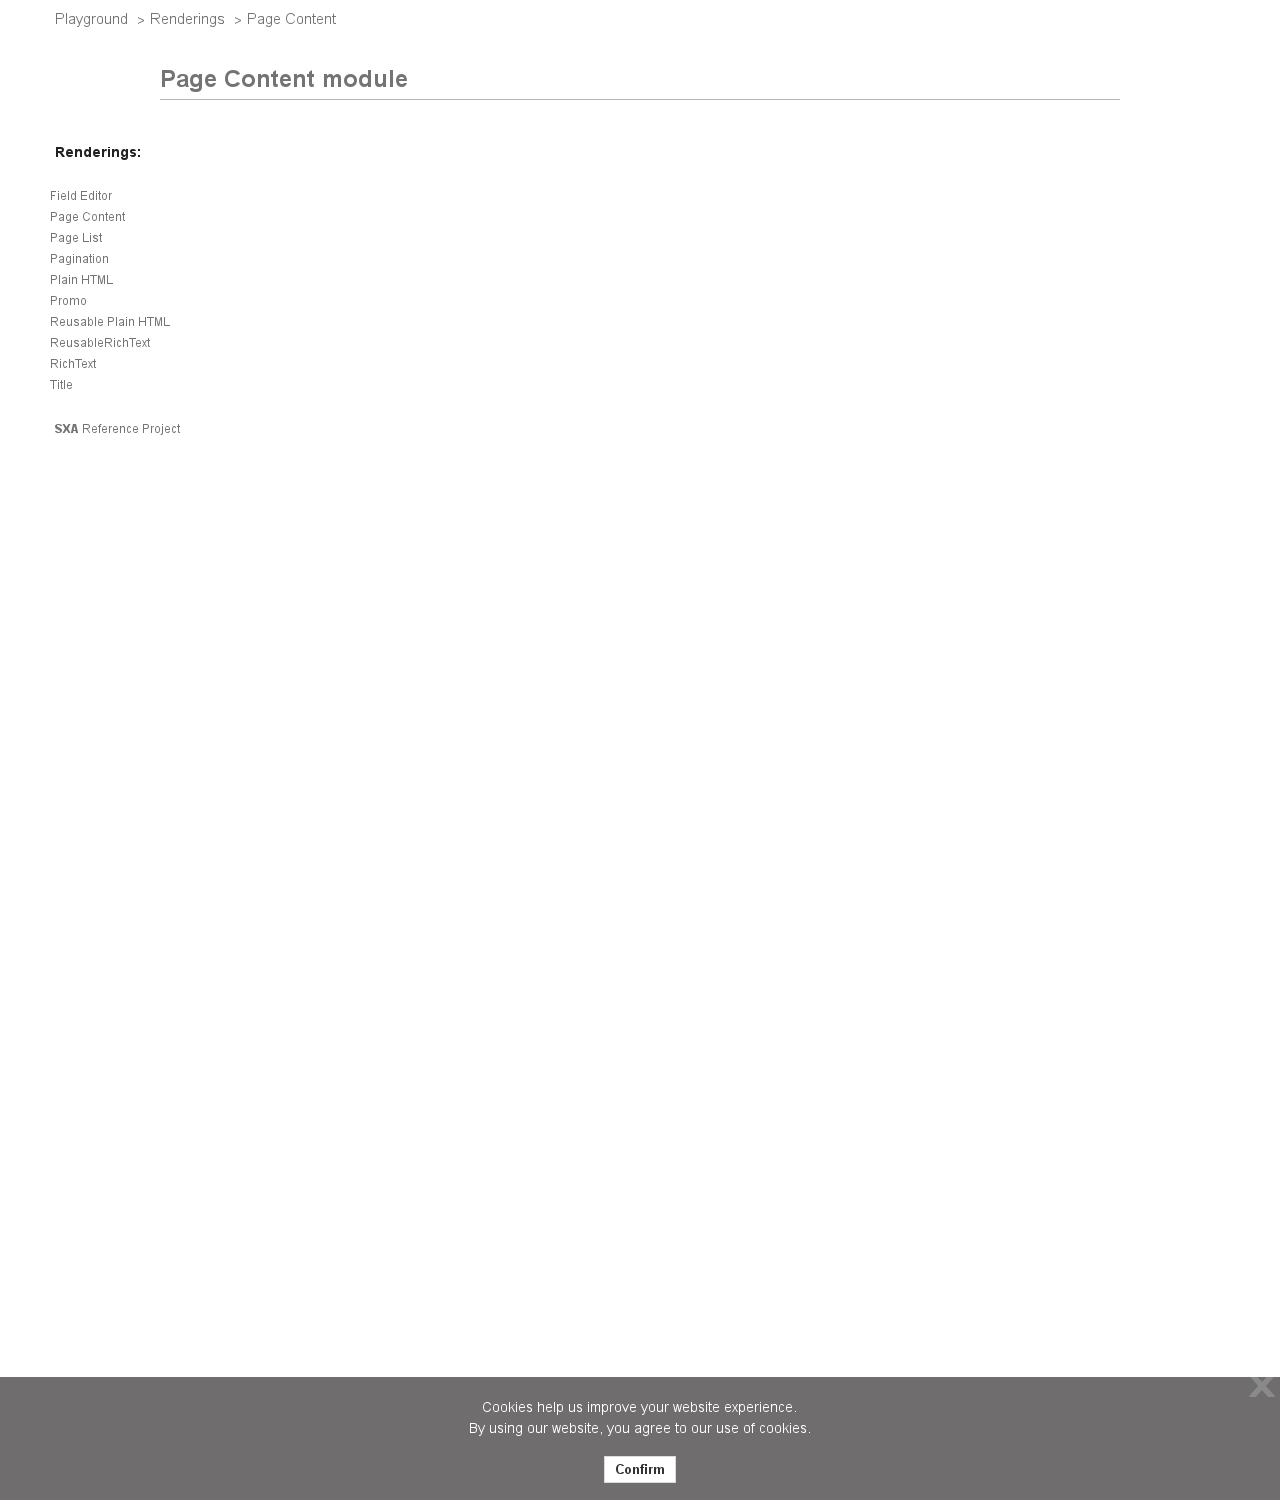 Playground > Renderings > Page Content
Page Content module
Renderings:
Field Editor
Page Content
Page List
Pagination
Plain HTML
Promo
Reusable Plain HTML
ReusableRichText
RichText
Title
SXA Reference Project
X
Cookies help us improve your website experience.
By using our website, you agree to our use of cookies.
Confirm